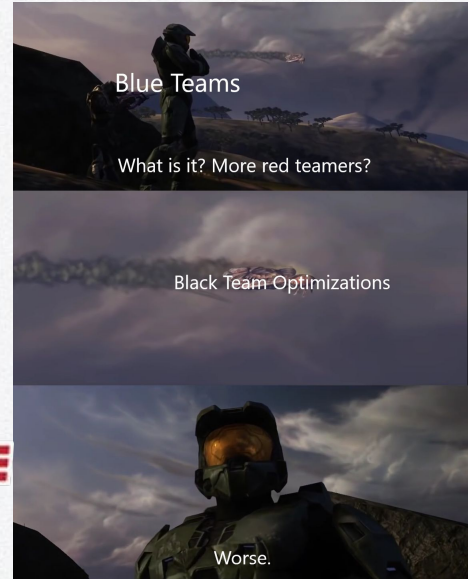 Blue Teams
What is it? More red teamers?
Black Team Optimizations
Worse.